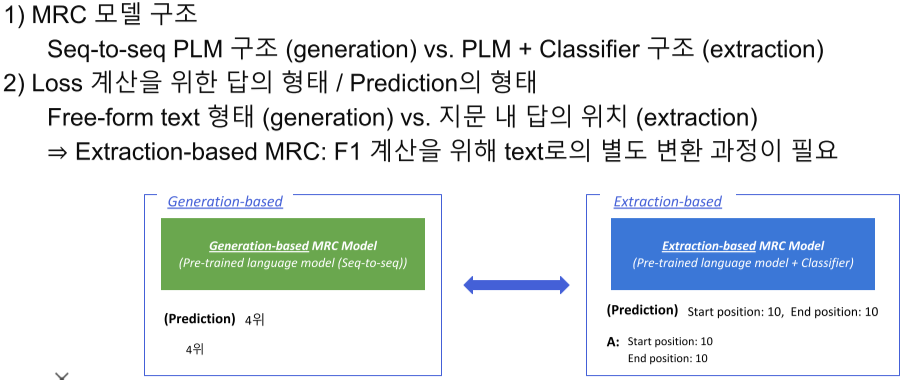 1) MRC 모델 구조
Seq-to-seq PLM 구조 (generation) vs. PLM + Classifier 구조 (extraction)
2) Loss 계산을 위한 답의 형태 / Prediction의 형태
Free-form text 형태 (generation) vs. 지문 내 답의 위치 (extraction)
⇒ Extraction-based MRC: F1 계산을 위해 text로의 별도 변환 과정이 필요
Generation-based
Generation-based MRC Model
(Pre-trained language model (Seq-to-seq))
(Prediction) 4위
4위
Extraction-based
Extraction-based MRC Model
(Pre-trained language model + Classifier)
(Prediction) Start position: 10, End position: 10
A: Start position: 10
End position: 10